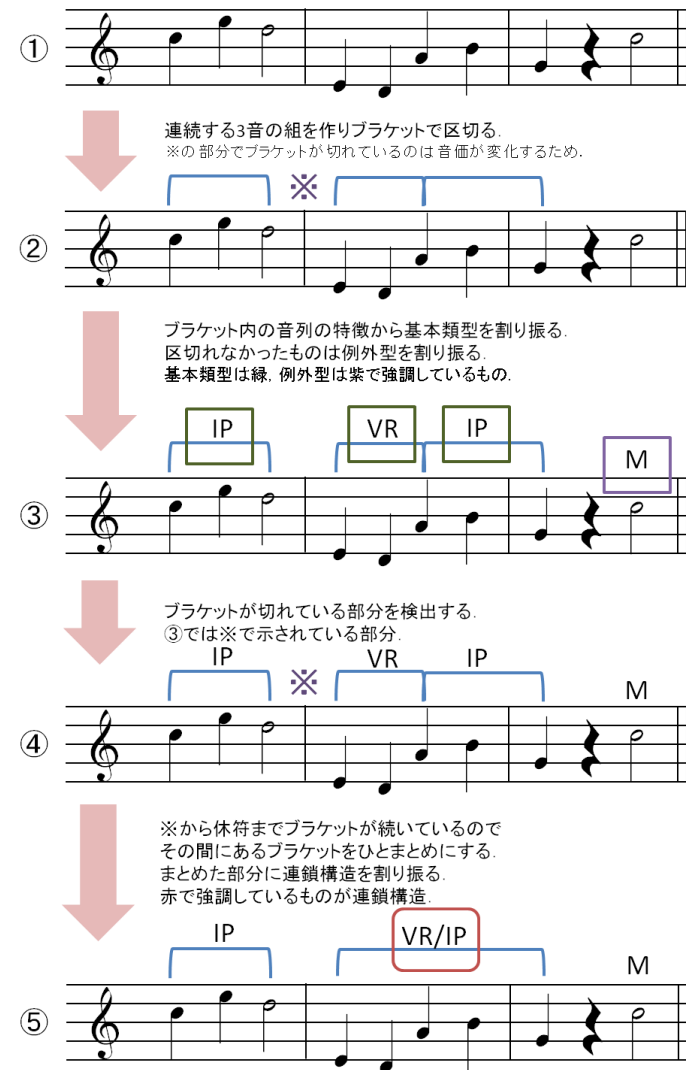 ①
連続する3音の組を作りブラケットで区切る.
※の部分でブラケットが切れているのは音価が変化するため.
※
②
ブラケット内の音列の特徴から基本類型を割り振る.
区切れなかったものは例外型を割り振る.
基本類型は緑, 例外型は紫で強調しているもの.
IP VR IP
M
③
ブラケットが切れている部分を検出する.
③では※で示されている部分.
IP VR IP
※
M
④
※から休符までブラケットが続いているので
その間にあるブラケットをひとまとめにする.
まとめた部分に連鎖構造を割り振る.
赤で強調しているものが連鎖構造.
IP VR/IP
M
⑤